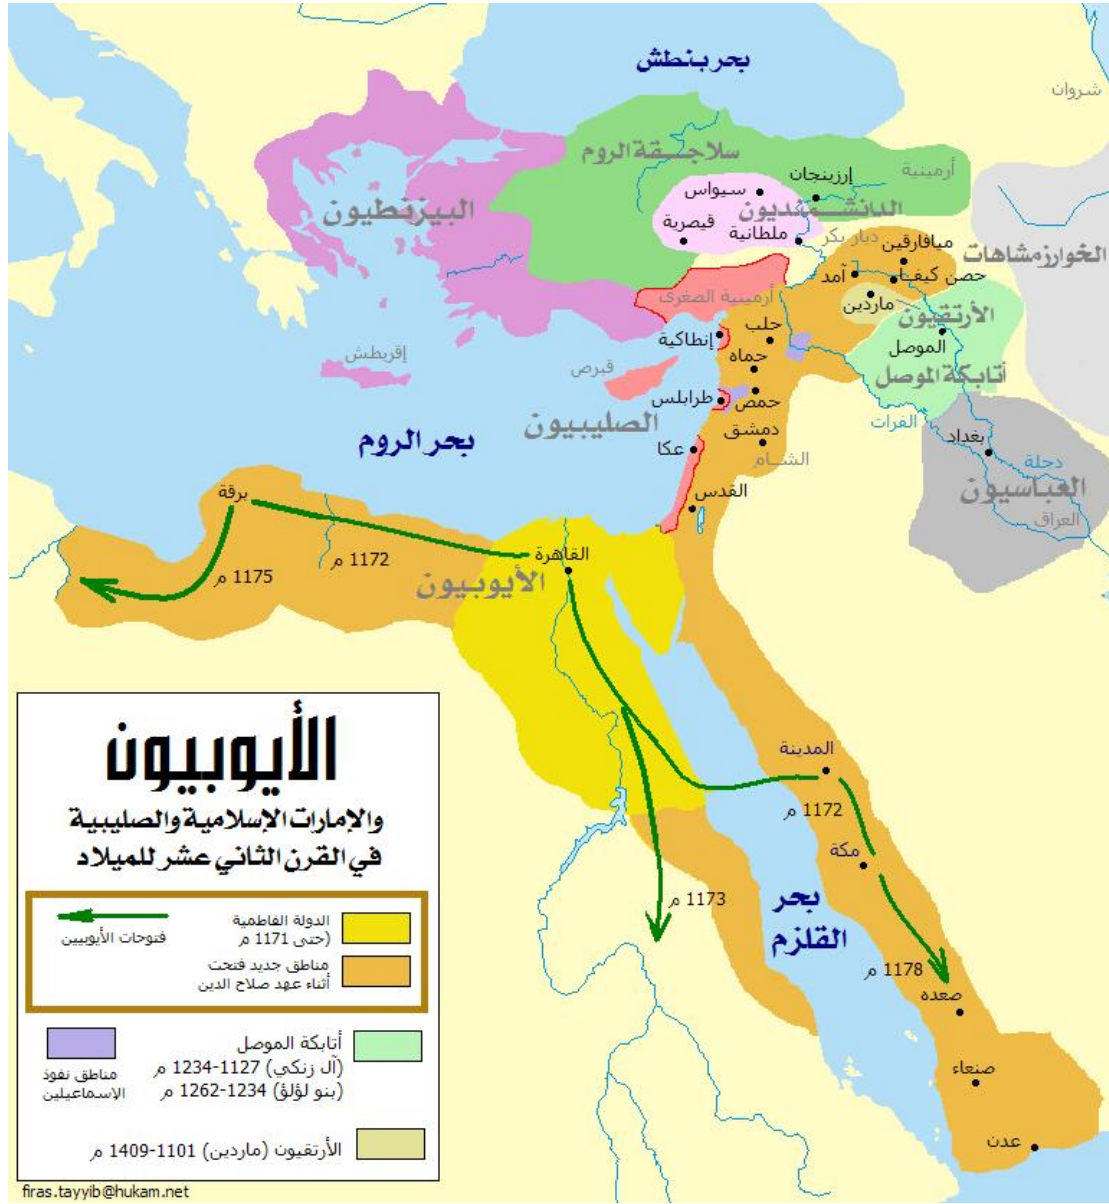 بحر بنطش
شروان
سلاجقة الروم
أرمينية
إرزينجان
سيواس
الدانشمنديون
البيزنطيون
قيصرية
ملطانية
ديار بكر
ميافارقين
الخوارزمشاهات
آمد
حصن كيف
أرمينية الصغرى
ماردين
الأرتقيون
إنطاكية
حلب
الموصل
إقريطش
قبرص
حماه
أتابكة الموصل
طرابلس
حمص
الصليبيون
الفرات
بحر الروم
دمشق
بغداد
عكا
الشام
دجلة
العباسيون
برقة
القدس
العراق
القاهرة
1172 م
1175 م
الأيوبيون
المدينة
1172 م
مكة
1173 م
بحر
القلزم
1178 م
صعده
صنعاء
عدن
الأيوبيون
والإمارات الإسلامية والصليبية
في القرن الثاني عشر للميلاد
الدولة الفاطمية
(حتى 1171 م
فتوحات الأيوبيين
مناطق جديد فتحت
أثناء عهد صلاح الدين
أتابكة الموصل
(آل زنكي) 1127-1234 م
(بنو لؤلؤ) 1234-1262 م
مناطق نفوذ
الإسماعيلين
الأرتقيون (ماردين) 1101-1409 م
firas.tayyib@hukam.net